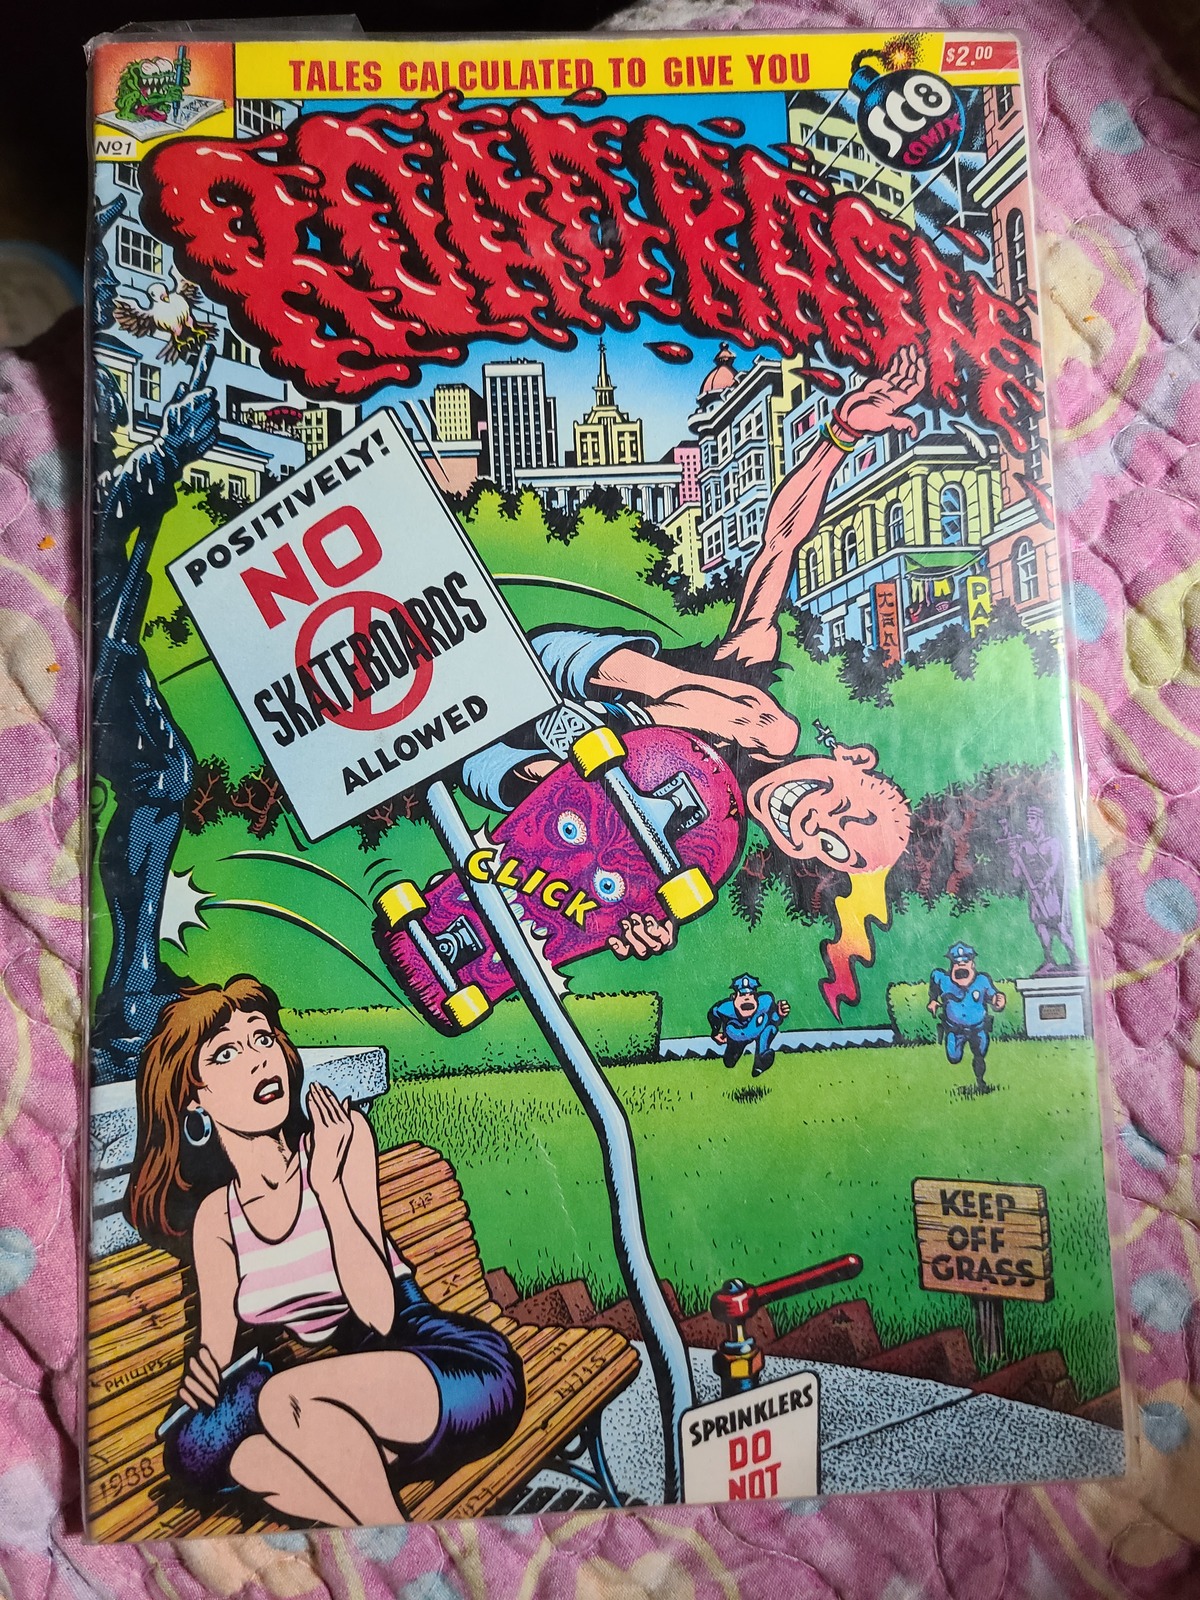 TALES CALCULATED TO GIVE YOU
$2.00
SC8
COMIX
Nº1
ROAD RASH
POSITIVELY!
NO
SKATEBOARDS
ALLOWED
CLICK
KEEP
OFF
GRASS
PHILLIPS
1988
SPRINKLERS
DO
NOT